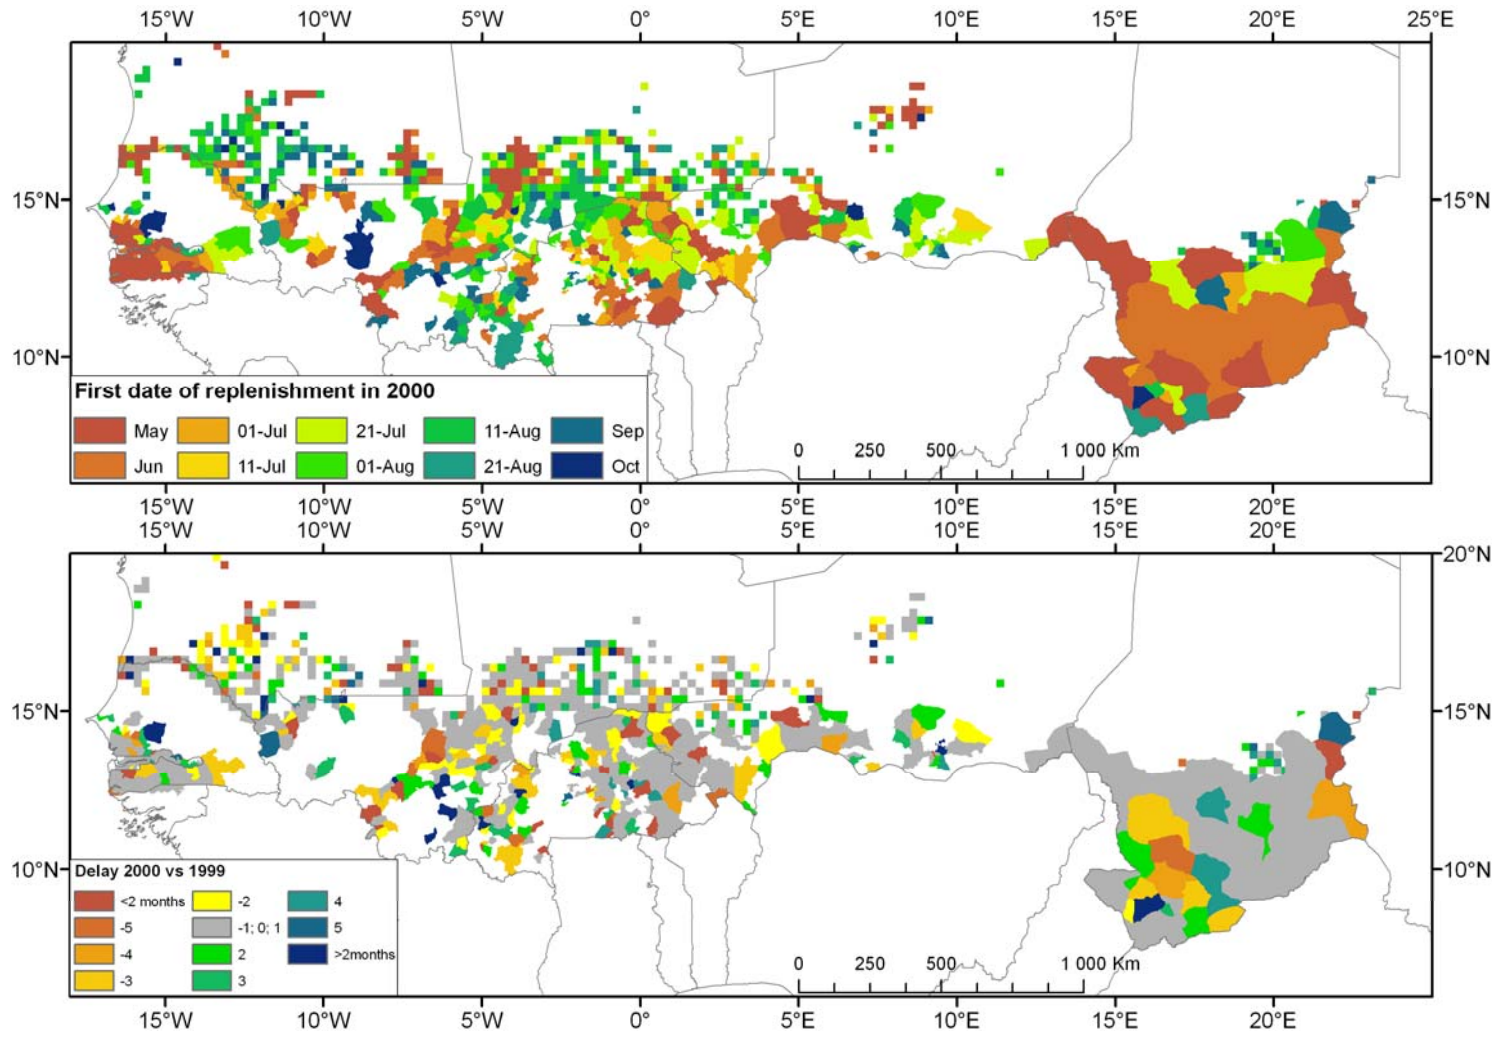 15°W 10°W 5°W 0° 5°E 10°E 15°E 20°E 25°E
15°N 15°N
10°N 10°N
First date of replenishment in 2000
May 01-Jul 21-Jul 11-Aug Sep
Jun 11-Jul 01-Aug 21-Aug Oct
0 250 500 1 000 Km
15°W 10°W 5°W 0° 5°E 10°E 15°E 20°E
15°W 10°W 5°W 0° 5°E 10°E 15°E 20°E
20°N
15°N 15°N
10°N 10°N
Delay 2000 vs 1999
<2 months -2 4
-5 -1; 0; 1 5
-4 2 >2months
-3 3
0 250 500 1 000 Km
15°W 10°W 5°W 0° 5°E 10°E 15°E 20°E